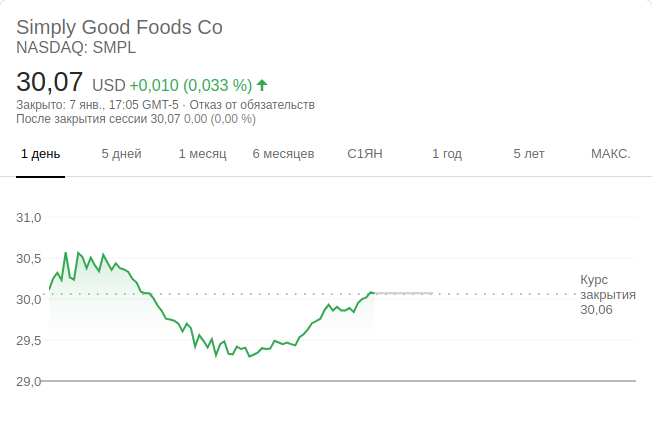 Simply Good Foods Co
NASDAQ: SMPL
30,07 USD +0,010 (0,033 %)
Закрыто: 7 янв., 17:05 GMT-5 · Отказ от обязательств
После закрытия сессии 30,07 0,00 (0,00 %)
1 день 5 дней 1 месяц 6 месяцев С1ЯН 1 год 5 лет МАКС.
31,0
30,5
30,0
29,5
29,0
Курс
закрытия
30,06